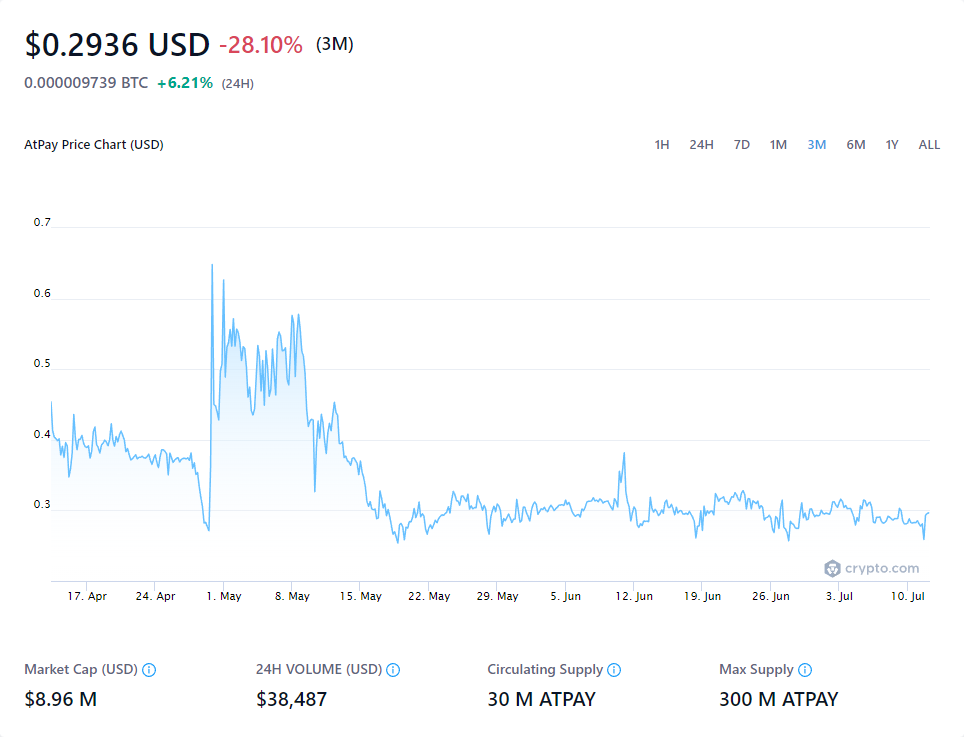 $0.2936 USD -28.10% (3M)
0.000009739 BTC +6.21% (24H)
AtPay Price Chart (USD)
1H 24H 7D 1M 3M 6M 1Y ALL
0.7
0.6
0.5
0.4
0.3
crypto.com
17. Apr 24. Apr 1. May 8. May 15. May 22. May 29. May 5. Jun 12. Jun 19. Jun 26. Jun 3. Jul 10. Jul
Market Cap (USD) 24H VOLUME (USD) Circulating Supply Max Supply
$8.96 M $38,487 30 M ATPAY 300 M ATPAY